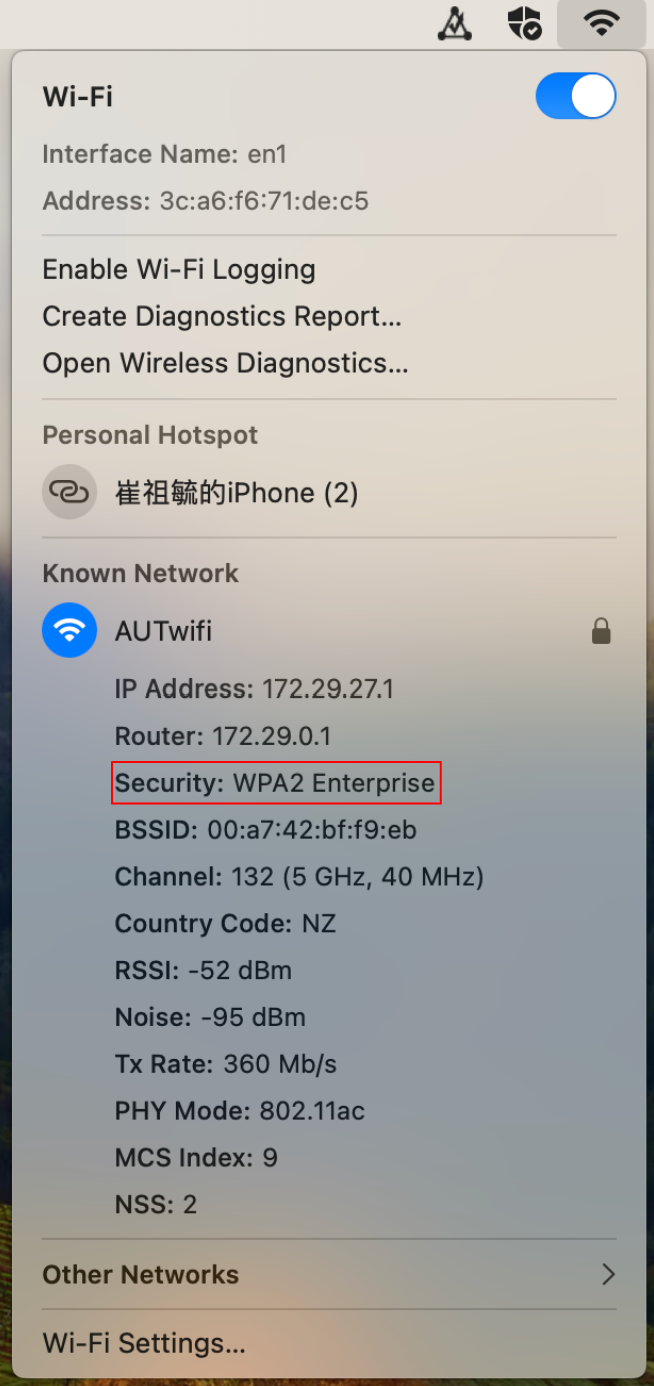 Wi-Fi
Interface Name: en1
Address: 3c:a6:f6:71:de:c5
Enable Wi-Fi Logging
Create Diagnostics Report...
Open Wireless Diagnostics...
Personal Hotspot
崔祖毓的iPhone (2)
Known Network
AUTwifi
IP Address: 172.29.27.1
Router: 172.29.0.1
Security: WPA2 Enterprise
BSSID: 00:a7:42:bf:f9:eb
Channel: 132 (5 GHz, 40 MHz)
Country Code: NZ
RSSI: -52 dBm
Noise: -95 dBm
Tx Rate: 360 Mb/s
PHY Mode: 802.11ac
MCS Index: 9
NSS: 2
Other Networks
Wi-Fi Settings...